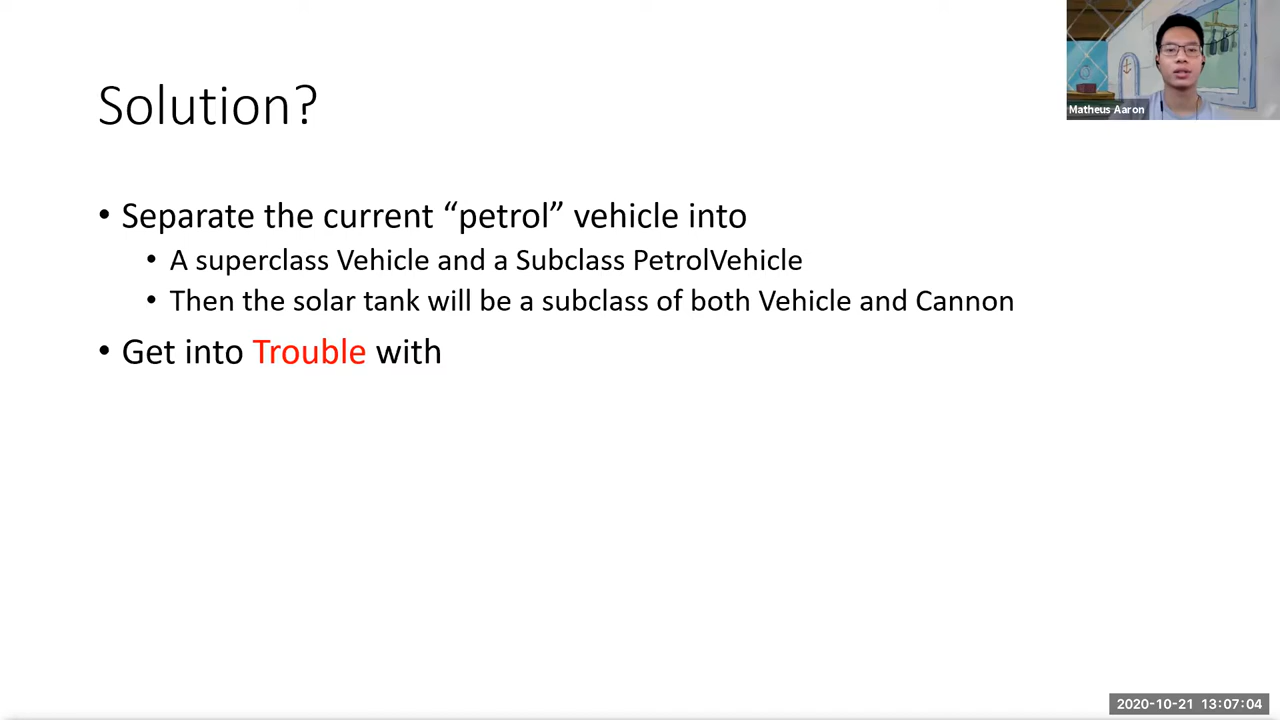 Solution?
• Separate the current “petrol” vehicle into
• A superclass Vehicle and a Subclass PetrolVehicle
• Then the solar tank will be a subclass of both Vehicle and Cannon
• Get into Trouble with
Matheus Aaron
2020-10-21 13:07:04